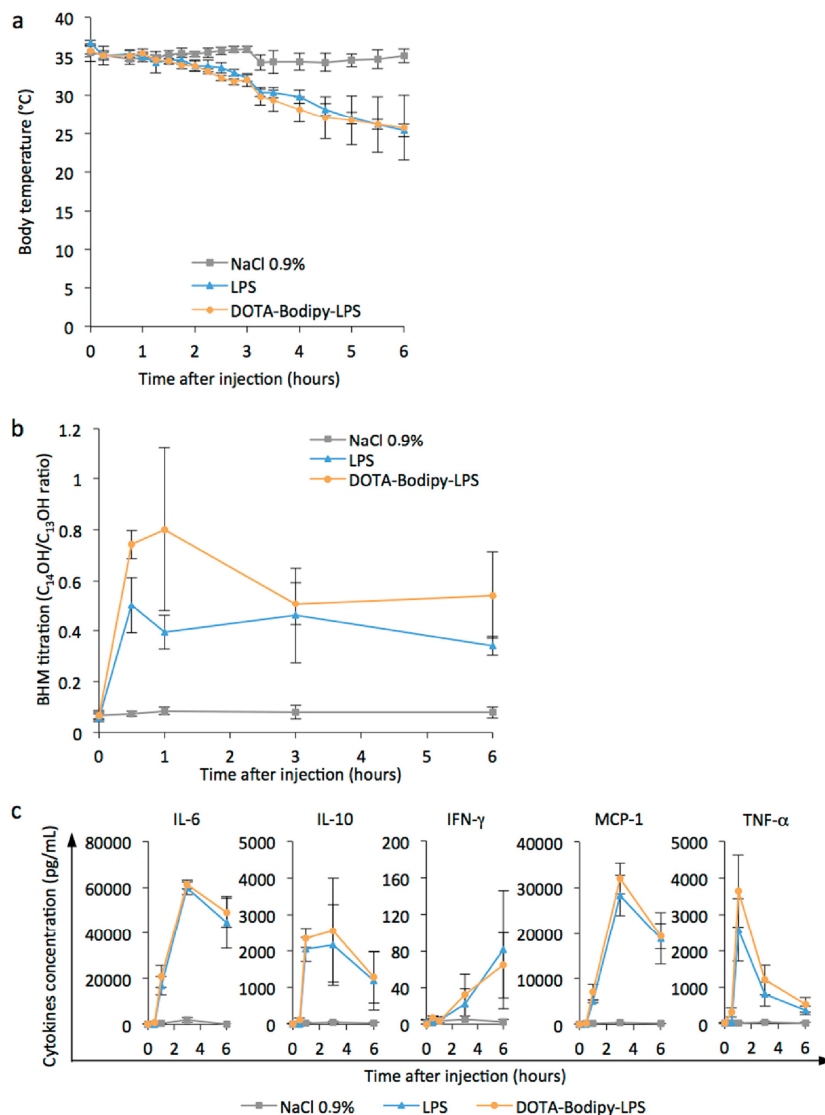 a
40
35
30
25
20
15
10
5
0
Body temperature (°C)
NaCl 0.9%
LPS
DOTA-Bodipy-LPS
0 1 2 3 4 5 6
Time after injection (hours)
b
1.2
1
0.8
0.6
0.4
0.2
0
BHM titration (C₁₄OH/C₁₃OH ratio)
NaCl 0.9%
LPS
DOTA-Bodipy-LPS
0 1 2 3 4 5 6
Time after injection (hours)
c
Cytokines concentration (pg/mL)
IL-6 IL-10 IFN-γ MCP-1 TNF-α
80000 5000 200 40000 5000
60000 4000 160 30000 4000
40000 3000 120 20000 3000
20000 2000 80 10000 2000
0 1000 40 0 1000
0 0 0
0 2 4 6 0 2 4 6 0 2 4 6 0 2 4 6 0 2 4 6
Time after injection (hours)
NaCl 0.9% LPS DOTA-Bodipy-LPS